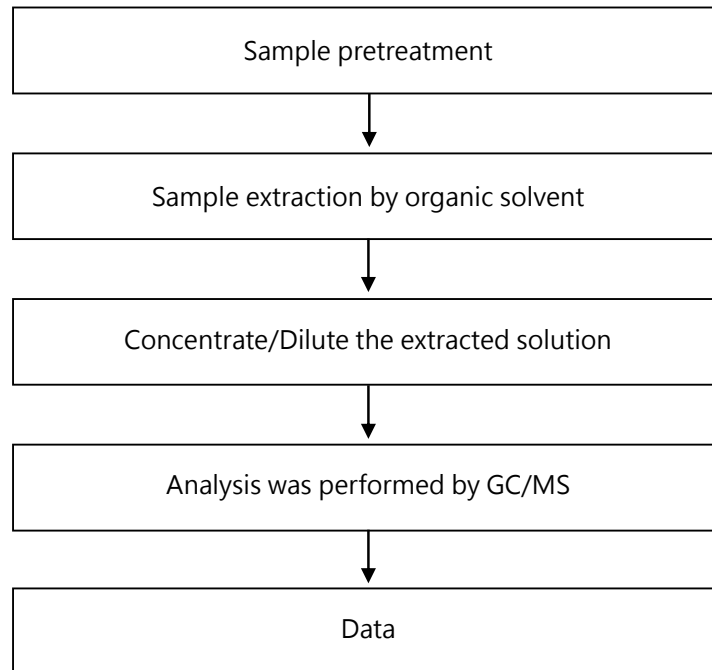 Sample pretreatment
Sample extraction by organic solvent
Concentrate/Dilute the extracted solution
Analysis was performed by GC/MS
Data